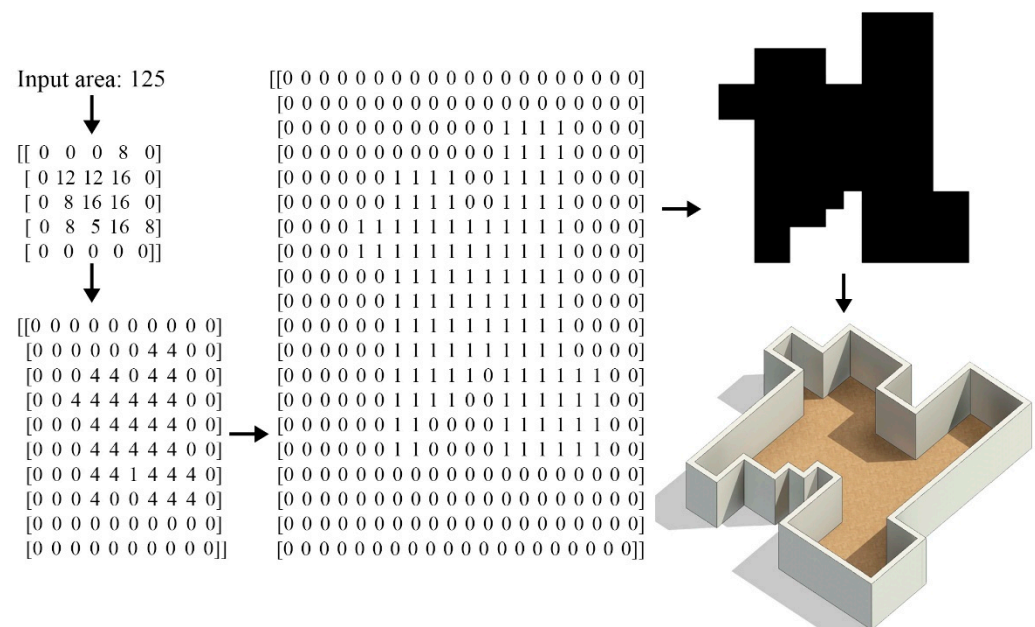 Input area: 125
[[ 0 0 0 8 0]
[ 0 12 12 16 0]
[ 0 8 16 16 0]
[ 0 8 5 16 8]
[ 0 0 0 0 0]]
[[0 0 0 0 0 0 0 0 0 0]
[0 0 0 0 0 0 4 4 0 0]
[0 0 0 4 4 0 4 4 0 0]
[0 0 4 4 4 4 4 4 0 0]
[0 0 0 4 4 4 4 4 0 0]
[0 0 0 4 4 4 4 4 0 0]
[0 0 0 4 4 1 4 4 4 0]
[0 0 0 4 0 0 4 4 4 0]
[0 0 0 0 0 0 0 0 0 0]
[0 0 0 0 0 0 0 0 0 0]]
[[0 0 0 0 0 0 0 0 0 0 0 0 0 0 0 0 0 0 0 0]
[0 0 0 0 0 0 0 0 0 0 0 0 0 0 0 0 0 0 0 0]
[0 0 0 0 0 0 0 0 0 0 0 0 1 1 1 1 0 0 0 0]
[0 0 0 0 0 0 0 0 0 0 0 0 1 1 1 1 0 0 0 0]
[0 0 0 0 0 0 1 1 1 1 0 0 1 1 1 1 0 0 0 0]
[0 0 0 0 0 0 1 1 1 1 0 0 1 1 1 1 0 0 0 0]
[0 0 0 0 1 1 1 1 1 1 1 1 1 1 1 1 0 0 0 0]
[0 0 0 0 1 1 1 1 1 1 1 1 1 1 1 1 0 0 0 0]
[0 0 0 0 0 0 1 1 1 1 1 1 1 1 1 1 0 0 0 0]
[0 0 0 0 0 0 1 1 1 1 1 1 1 1 1 1 0 0 0 0]
[0 0 0 0 0 0 1 1 1 1 1 1 1 1 1 1 0 0 0 0]
[0 0 0 0 0 0 1 1 1 1 1 1 1 1 1 1 0 0 0 0]
[0 0 0 0 0 0 1 1 1 1 1 0 1 1 1 1 1 1 0 0]
[0 0 0 0 0 0 1 1 1 1 0 0 1 1 1 1 1 1 0 0]
[0 0 0 0 0 0 1 1 0 0 0 0 1 1 1 1 1 1 0 0]
[0 0 0 0 0 0 1 1 0 0 0 0 1 1 1 1 1 1 0 0]
[0 0 0 0 0 0 0 0 0 0 0 0 0 0 0 0 0 0 0 0]
[0 0 0 0 0 0 0 0 0 0 0 0 0 0 0 0 0 0 0 0]
[0 0 0 0 0 0 0 0 0 0 0 0 0 0 0 0 0 0 0 0]
[0 0 0 0 0 0 0 0 0 0 0 0 0 0 0 0 0 0 0 0]]